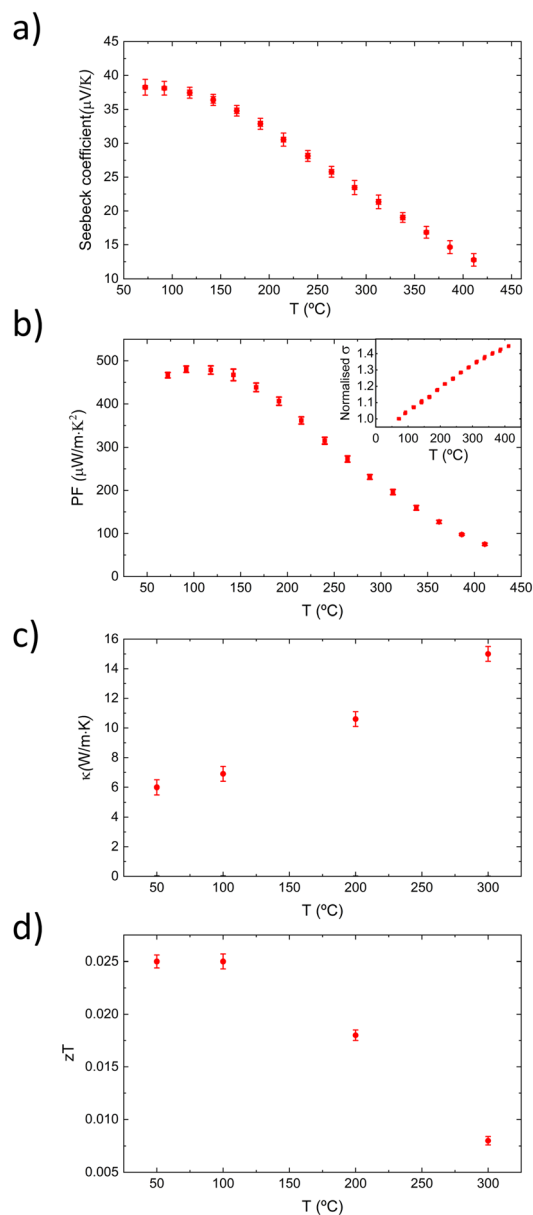 a)
45
40
35
30
25
20
15
10
Seebeck coefficient(μV/K)
50 100 150 200 250 300 350 400 450
T (ºC)
b)
500
400
300
200
100
0
PF (μW/m·K²)
50 100 150 200 250 300 350 400 450
T (ºC)
1.4
1.3
1.2
1.1
1.0
Normalised σ
0 100 200 300 400
T (ºC)
c)
16
14
12
10
8
6
4
2
0
κ(W/m·K)
50 100 150 200 250 300
T (ºC)
d)
0.025
0.020
0.015
0.010
0.005
zT
50 100 150 200 250 300
T (ºC)